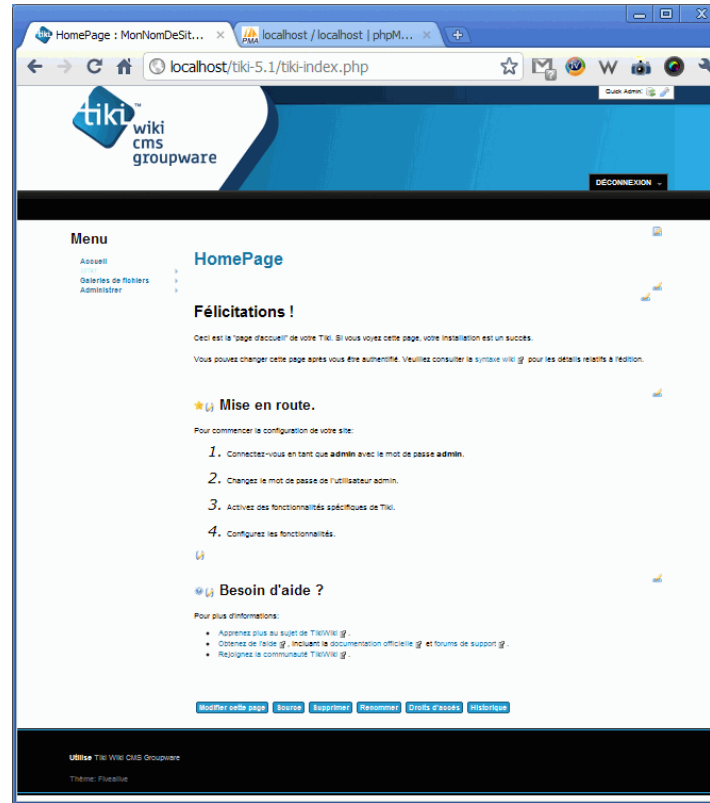 HomePage : MonNomDeSit...
localhost / localhost | phpM...
PMA
localhost/tiki-5.1/tiki-index.php
Quick Admin:
tiki
wiki
cms
groupware
DÉCONNEXION
Menu
Accueil
Galeries de fichiers
Administrer
HomePage
Félicitations !
Ceci est la "page d'accueil" de votre Tiki. Si vous voyez cette page, votre installation est un succès.
Vous pouvez changer cette page après vous être authentifié. Veuillez consulter la syntaxe wiki pour les détails relatifs à l'édition.
Mise en route.
Pour commencer la configuration de votre site:
1. Connectez-vous en tant que admin avec le mot de passe admin.
2. Changez le mot de passe de l'utilisateur admin.
3. Activez des fonctionnalités spécifiques de Tiki.
4. Configurez les fonctionnalités.
Besoin d'aide ?
Pour plus d'informations:
Apprenez plus au sujet de TikiWiki .
Obtenez de l'aide , incluant la documentation officielle et forums de support .
Rejoignez la communauté TikiWiki .
Modifier cette page Source Supprimer Renommer Droits d'accès Historique
Utilise Tiki Wiki CMS Groupware
Thème: Fivealive